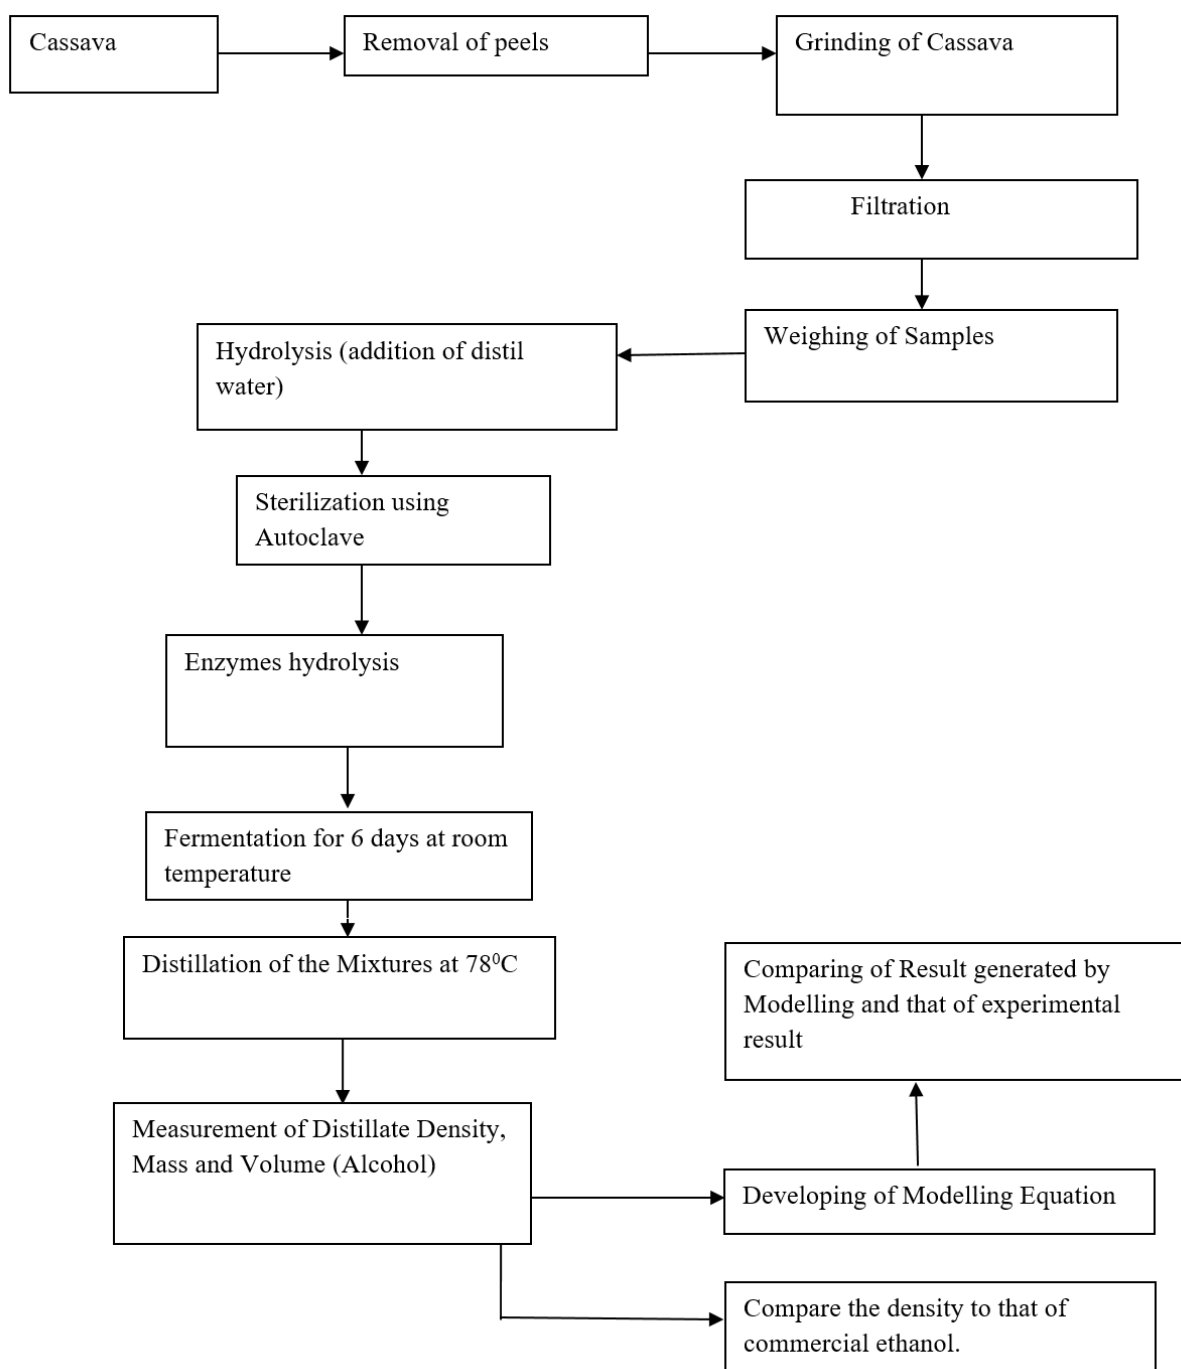 Cassava
Removal of peels
Grinding of Cassava
Filtration
Weighing of Samples
Hydrolysis (addition of distil
water)
Sterilization using
Autoclave
Enzymes hydrolysis
Fermentation for 6 days at room
temperature
Distillation of the Mixtures at 78⁰C
Measurement of Distillate Density,
Mass and Volume (Alcohol)
Comparing of Result generated by
Modelling and that of experimental
result
Developing of Modelling Equation
Compare the density to that of
commercial ethanol.